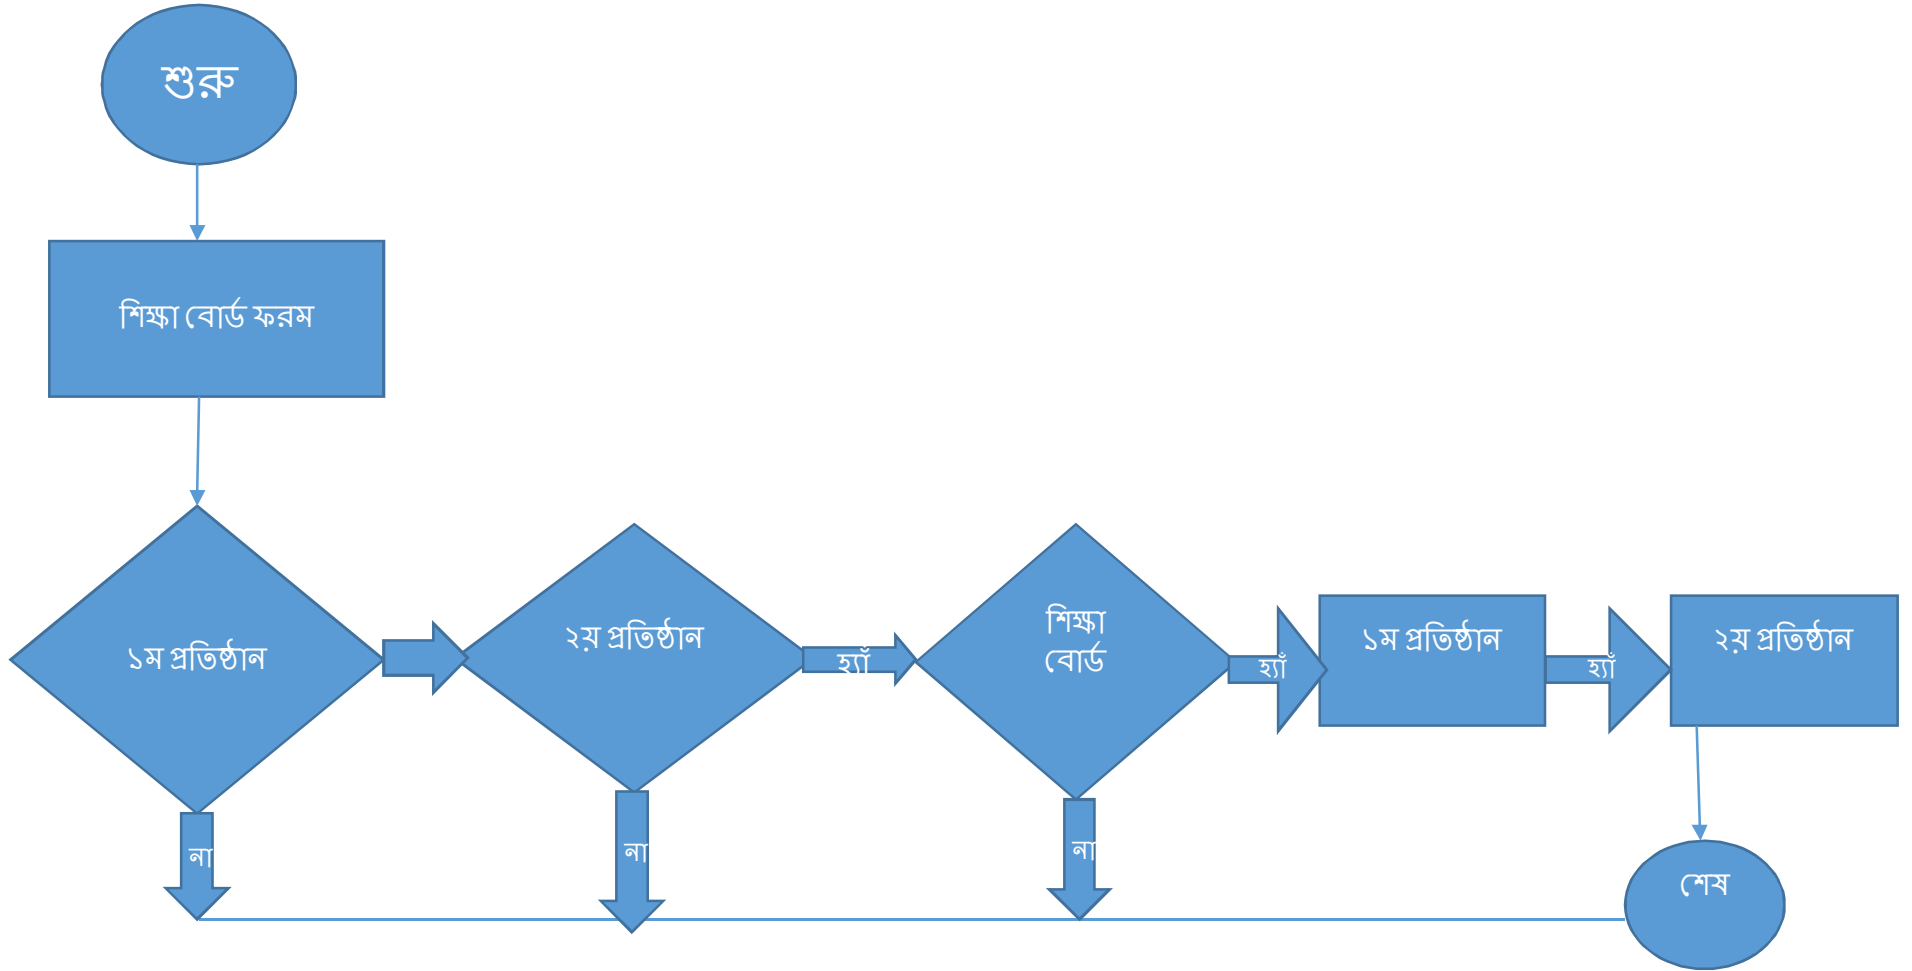 শুরু
শিক্ষা বোর্ড ফরম
১ম প্রতিষ্ঠান
২য় প্রতিষ্ঠান
হ্যাঁ
শিক্ষা
বোর্ড
হ্যাঁ
১ম প্রতিষ্ঠান
হ্যাঁ
২য় প্রতিষ্ঠান
না
না
না
শেষ